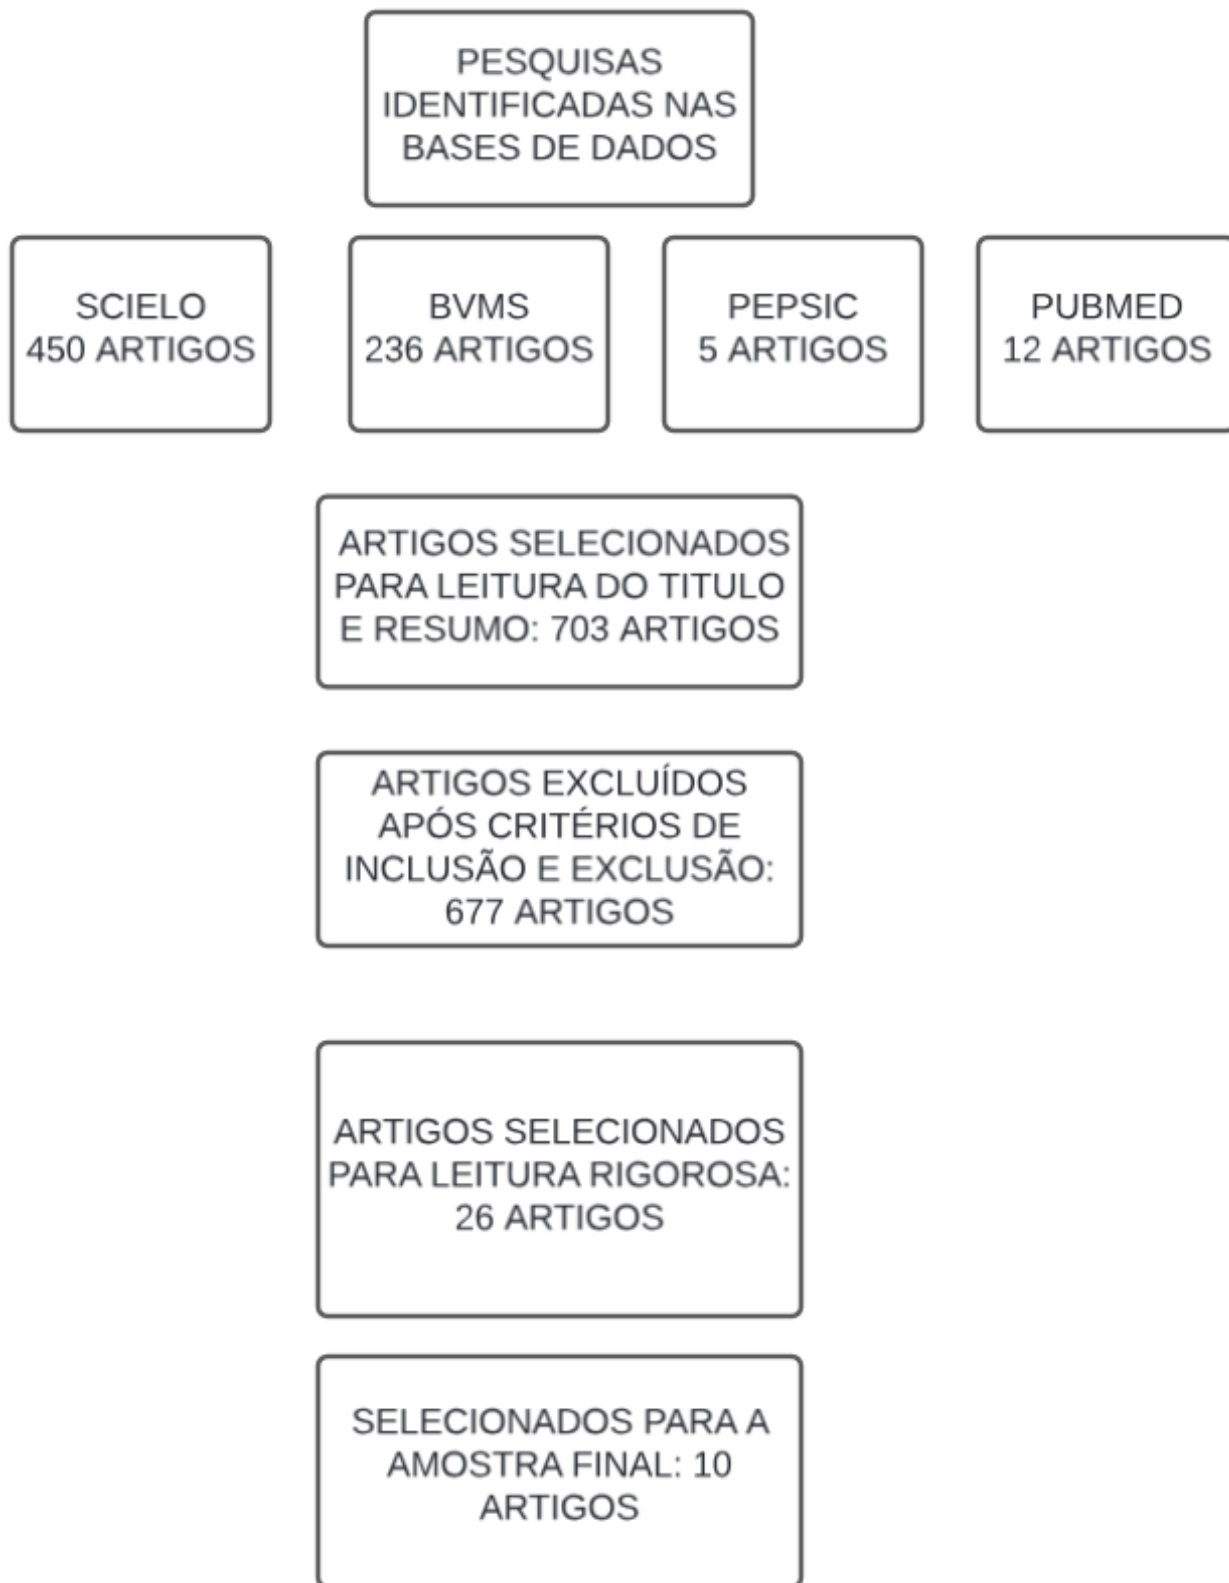 PESQUISAS
IDENTIFICADAS NAS
BASES DE DADOS
SCIELO
450 ARTIGOS
BVMS
236 ARTIGOS
PEPSIC
5 ARTIGOS
PUBMED
12 ARTIGOS
ARTIGOS SELECIONADOS
PARA LEITURA DO TITULO
E RESUMO: 703 ARTIGOS
ARTIGOS EXCLUÍDOS
APÓS CRITÉRIOS DE
INCLUSÃO E EXCLUSÃO:
677 ARTIGOS
ARTIGOS SELECIONADOS
PARA LEITURA RIGOROSA:
26 ARTIGOS
SELECIONADOS PARA A
AMOSTRA FINAL: 10
ARTIGOS